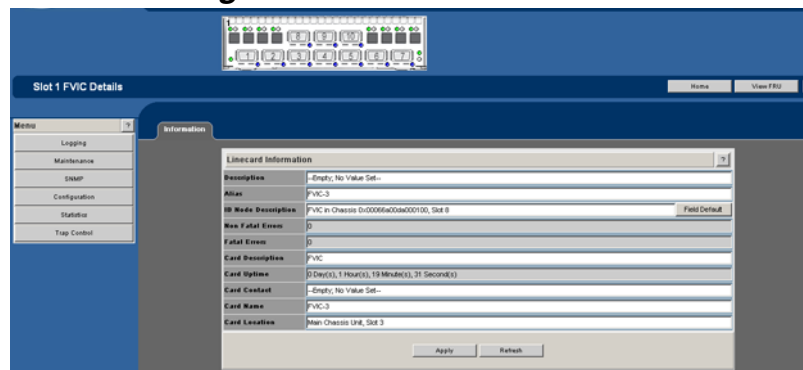 1
8 9 10
1 2 3 4 5 6 7
Slot 1 FVIC Details
Home View FRU
Menu ?
Information
Logging
Maintenance
SNMP
Configuration
Statistics
Trap Control
Linecard Information ?
Description --Empty; No Value Set--
Alias FVIC-3
IB Node Description FVIC in Chassis 0x00066a00da000100, Slot 8 Field Default
Non Fatal Errors 0
Fatal Errors 0
Card Description FVIC
Card Uptime 0 Day(s), 1 Hour(s), 19 Minute(s), 31 Second(s)
Card Contact --Empty; No Value Set--
Card Name FVIC-3
Card Location Main Chassis Unit, Slot 3
Apply Refresh